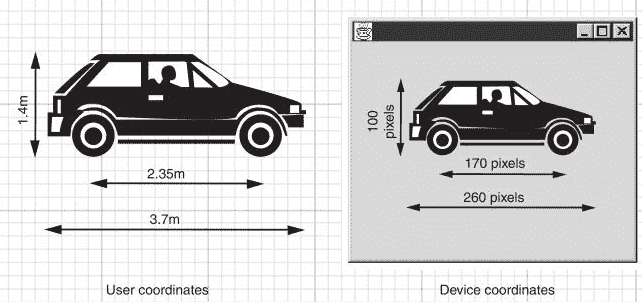 1.4m
2.35m
3.7m
User coordinates
100
pixels
170 pixels
260 pixels
Device coordinates